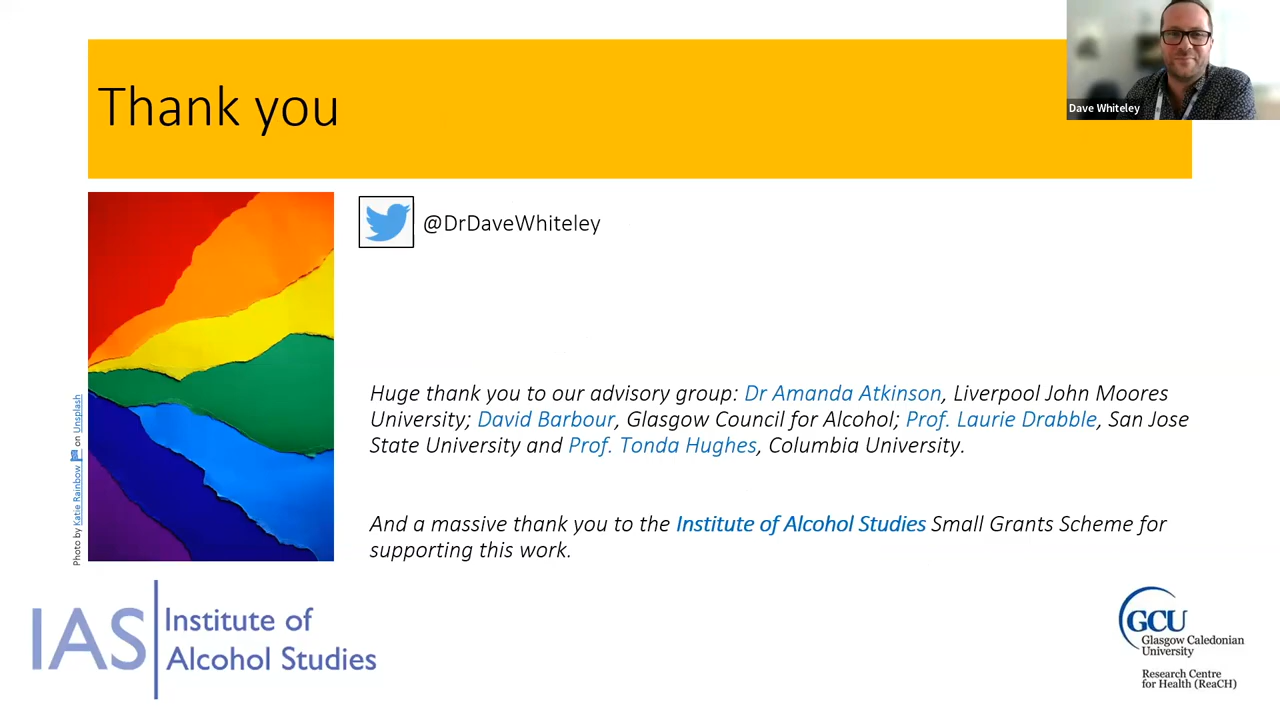 Thank you
Dave Whiteley
@DrDaveWhiteley
Huge thank you to our advisory group: Dr Amanda Atkinson, Liverpool John Moores
University; David Barbour, Glasgow Council for Alcohol; Prof. Laurie Drabble, San Jose
State University and Prof. Tonda Hughes, Columbia University.
And a massive thank you to the Institute of Alcohol Studies Small Grants Scheme for
supporting this work.
Photo by Katie Rainbow on Unsplash
IAS
Institute of
Alcohol Studies
GCU
Glasgow Caledonian
University
Research Centre
for Health (ReaCH)